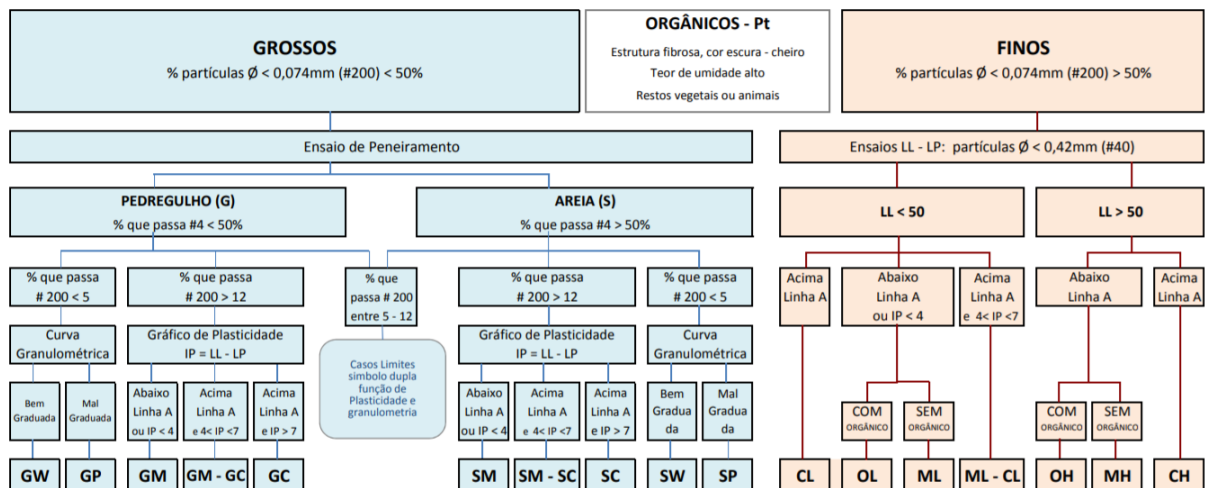 GROSSOS
% partículas Ø < 0,074mm (#200) < 50%
ORGÂNICOS - Pt
Estrutura fibrosa, cor escura - cheiro
Teor de umidade alto
Restos vegetais ou animais
FINOS
% partículas Ø < 0,074mm (#200) > 50%
Ensaio de Peneiramento
Ensaios LL - LP:  partículas Ø < 0,42mm (#40)
PEDREGULHO (G)
% que passa #4 < 50%
AREIA (S)
% que passa #4 > 50%
LL < 50
LL > 50
% que passa
# 200 < 5
% que passa
# 200 > 12
% que
passa # 200
entre 5 - 12
% que passa
# 200 > 12
% que passa
# 200 < 5
Acima
Linha A
Abaixo
Linha A
ou IP < 4
Acima
Linha A
e  4< IP <7
Abaixo
Linha A
Acima
Linha A
Curva
Granulométrica
Gráfico de Plasticidade
IP = LL - LP
Casos Limites
simbolo dupla
função de
Plasticidade e
granulometria
Gráfico de Plasticidade
IP = LL - LP
Curva
Granulométrica
Bem
Graduada
Mal
Graduada
Abaixo
Linha A
ou IP < 4
Acima
Linha A
e  4< IP <7
Acima
Linha A
e IP > 7
Abaixo
Linha A
ou IP < 4
Acima
Linha A
e  4< IP <7
Acima
Linha A
e IP > 7
Bem
Gradua
da
Mal
Gradua
da
COM
ORGÂNICO
SEM
ORGÂNICO
COM
ORGÂNICO
SEM
ORGÂNICO
GW
GP
GM
GM - GC
GC
SM
SM - SC
SC
SW
SP
CL
OL
ML
ML - CL
OH
MH
CH